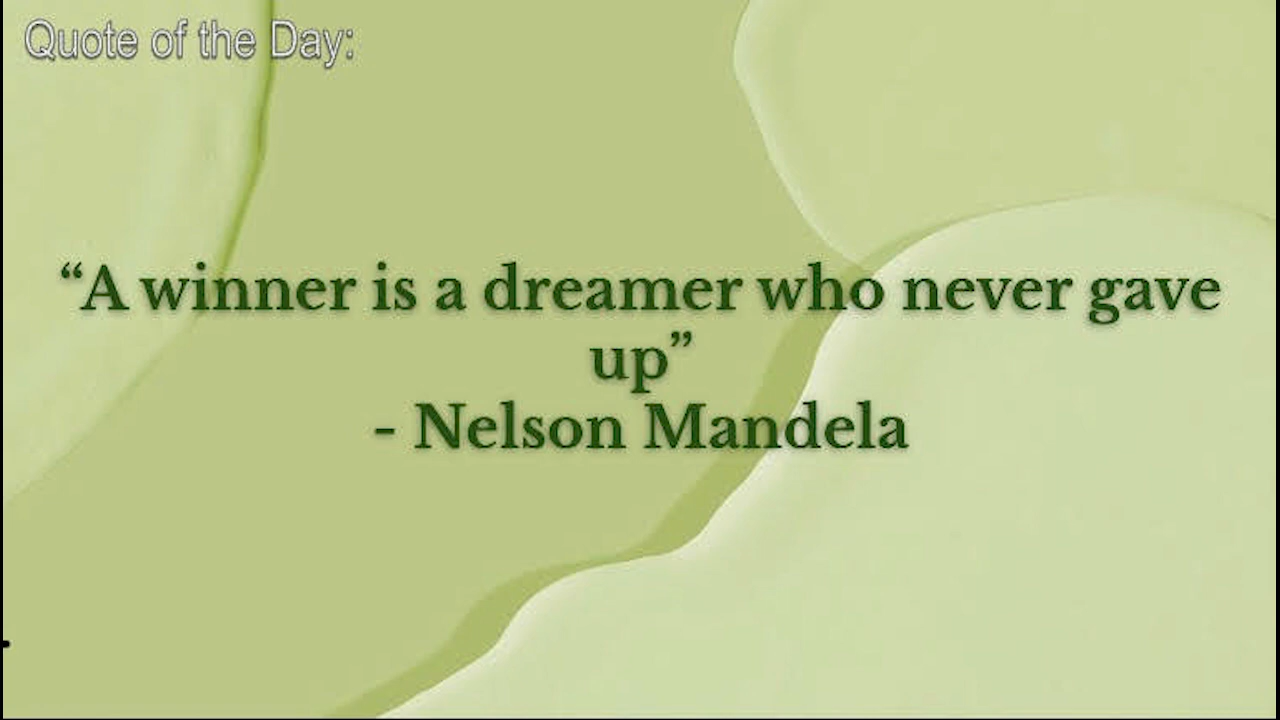 Quote of the Day:
“A winner is a dreamer who never gave
up”
- Nelson Mandela